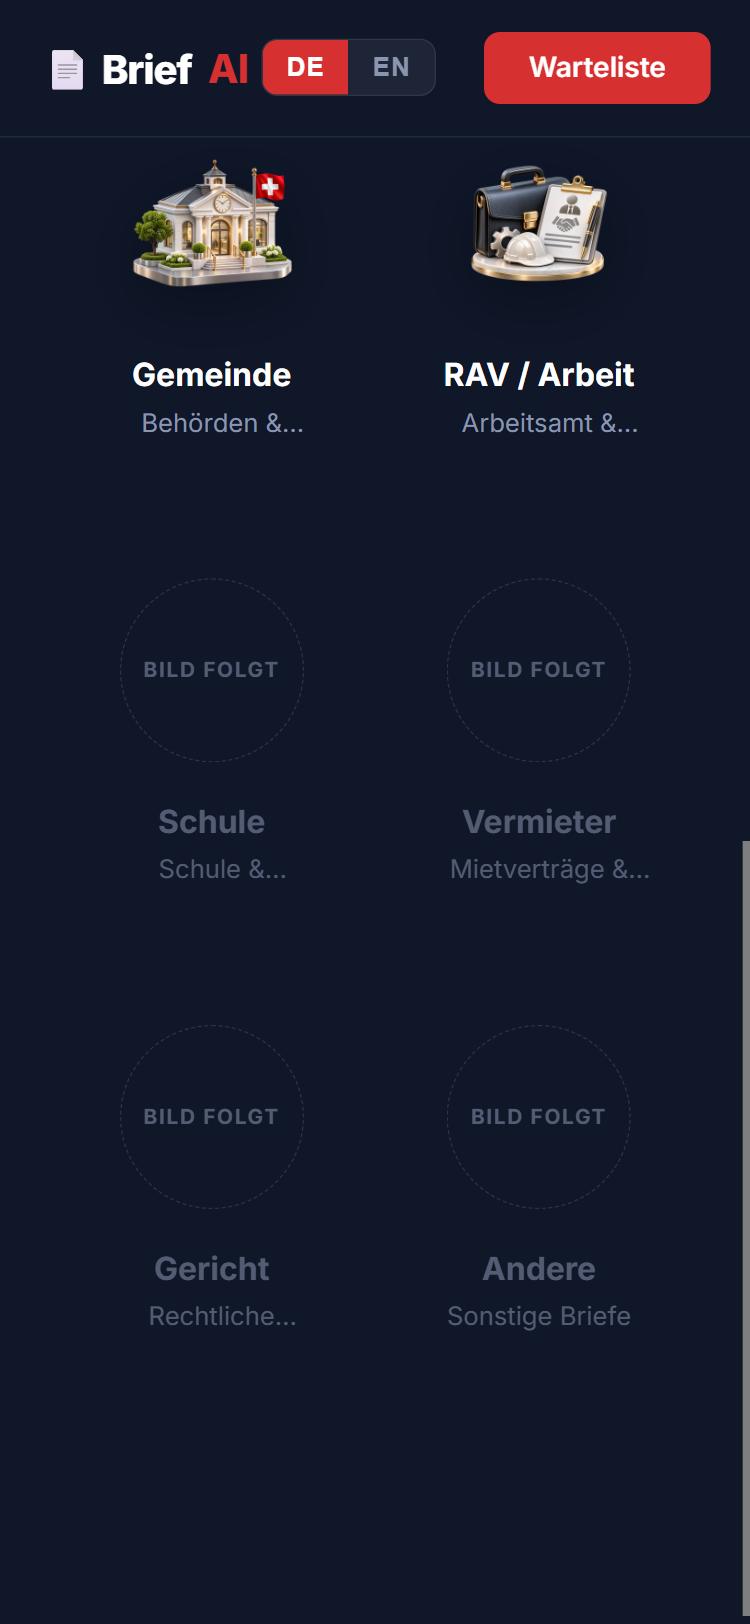 Brief AI DE EN Warteliste
Gemeinde RAV / Arbeit
Behörden &... Arbeitsamt &...
BILD FOLGT BILD FOLGT
Schule Vermieter
Schule &... Mietverträge &...
BILD FOLGT BILD FOLGT
Gericht Andere
Rechtliche... Sonstige Briefe